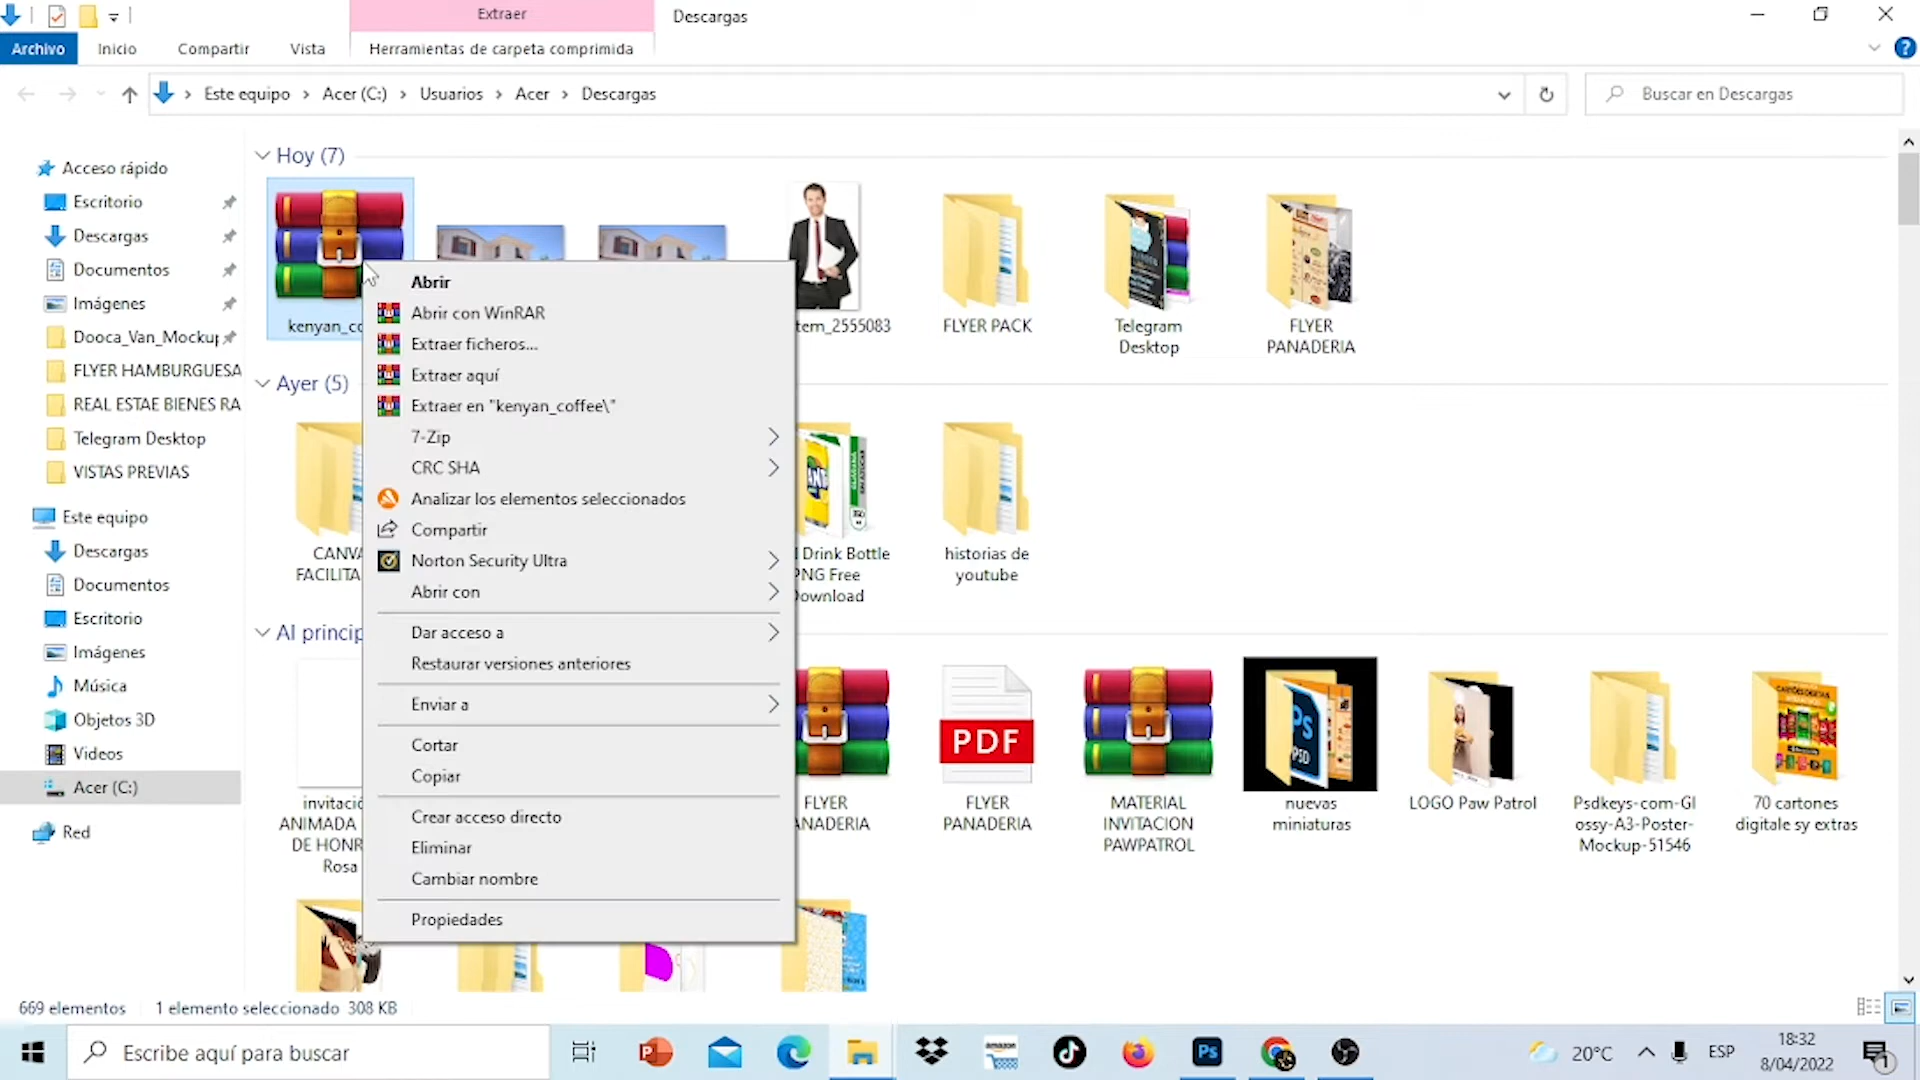 Extraer
Descargas
Archivo
Inicio
Compartir
Vista
Herramientas de carpeta comprimida
Este equipo
Acer (C:)
Usuarios
Acer
Descargas
Buscar en Descargas
Acceso rápido
Escritorio
Descargas
Documentos
Imágenes
Dooca_Van_Mocku
FLYER HAMBURGUESA
REAL ESTAE BIENES RA
Telegram Desktop
VISTAS PREVIAS
Este equipo
Descargas
Documentos
Escritorio
Imágenes
Música
Objetos 3D
Videos
Acer (C:)
Red
Hoy (7)
kenyan_co
tem_2555083
FLYER PACK
Telegram
Desktop
FLYER
PANADERIA
Abrir
Abrir con WinRAR
Extraer ficheros...
Extraer aquí
Extraer en "kenyan_coffee\"
7-Zip
CRC SHA
Analizar los elementos seleccionados
Compartir
Norton Security Ultra
Abrir con
Dar acceso a
Restaurar versiones anteriores
Enviar a
Cortar
Copiar
Crear acceso directo
Eliminar
Cambiar nombre
Propiedades
Ayer (5)
CANVA
FACILITA
l Drink Bottle
PNG Free
Download
historias de
youtube
Al princip
invitació
ANIMADA
DE HONR
Rosa
FLYER
ANADERIA
PDF
FLYER
PANADERIA
MATERIAL
INVITACION
PAWPATROL
Ps
PSD
nuevas
miniaturas
LOGO Paw Patrol
Psdkeys-com-Gl
ossy-A3-Poster-
Mockup-51546
70 cartones
digitale sy extras
669 elementos
1 elemento seleccionado 308 KB
Escribe aquí para buscar
amazon
Ps
20°C
ESP
18:32
8/04/2022
1